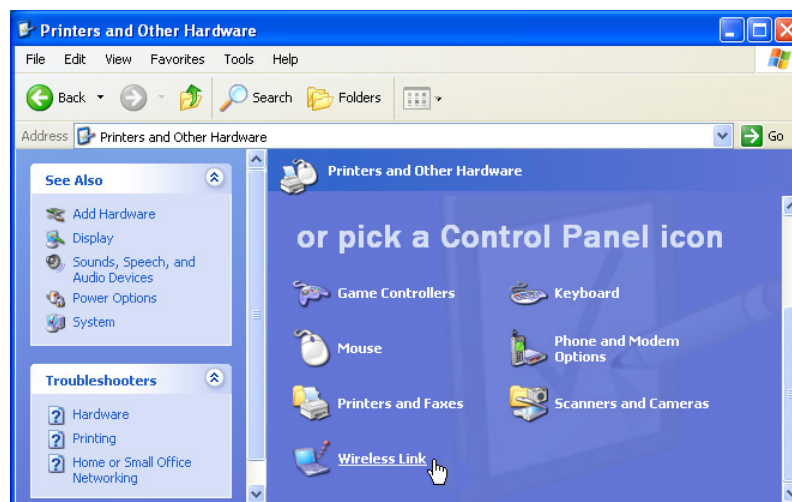 Printers and Other Hardware
File Edit View Favorites Tools Help
Back Search Folders
Address Printers and Other Hardware Go
See Also
Add Hardware
Display
Sounds, Speech, and
Audio Devices
Power Options
System
Troubleshooters
Hardware
Printing
Home or Small Office
Networking
Printers and Other Hardware
or pick a Control Panel icon
Game Controllers
Keyboard
Mouse
Phone and Modem
Options
Printers and Faxes
Scanners and Cameras
Wireless Link